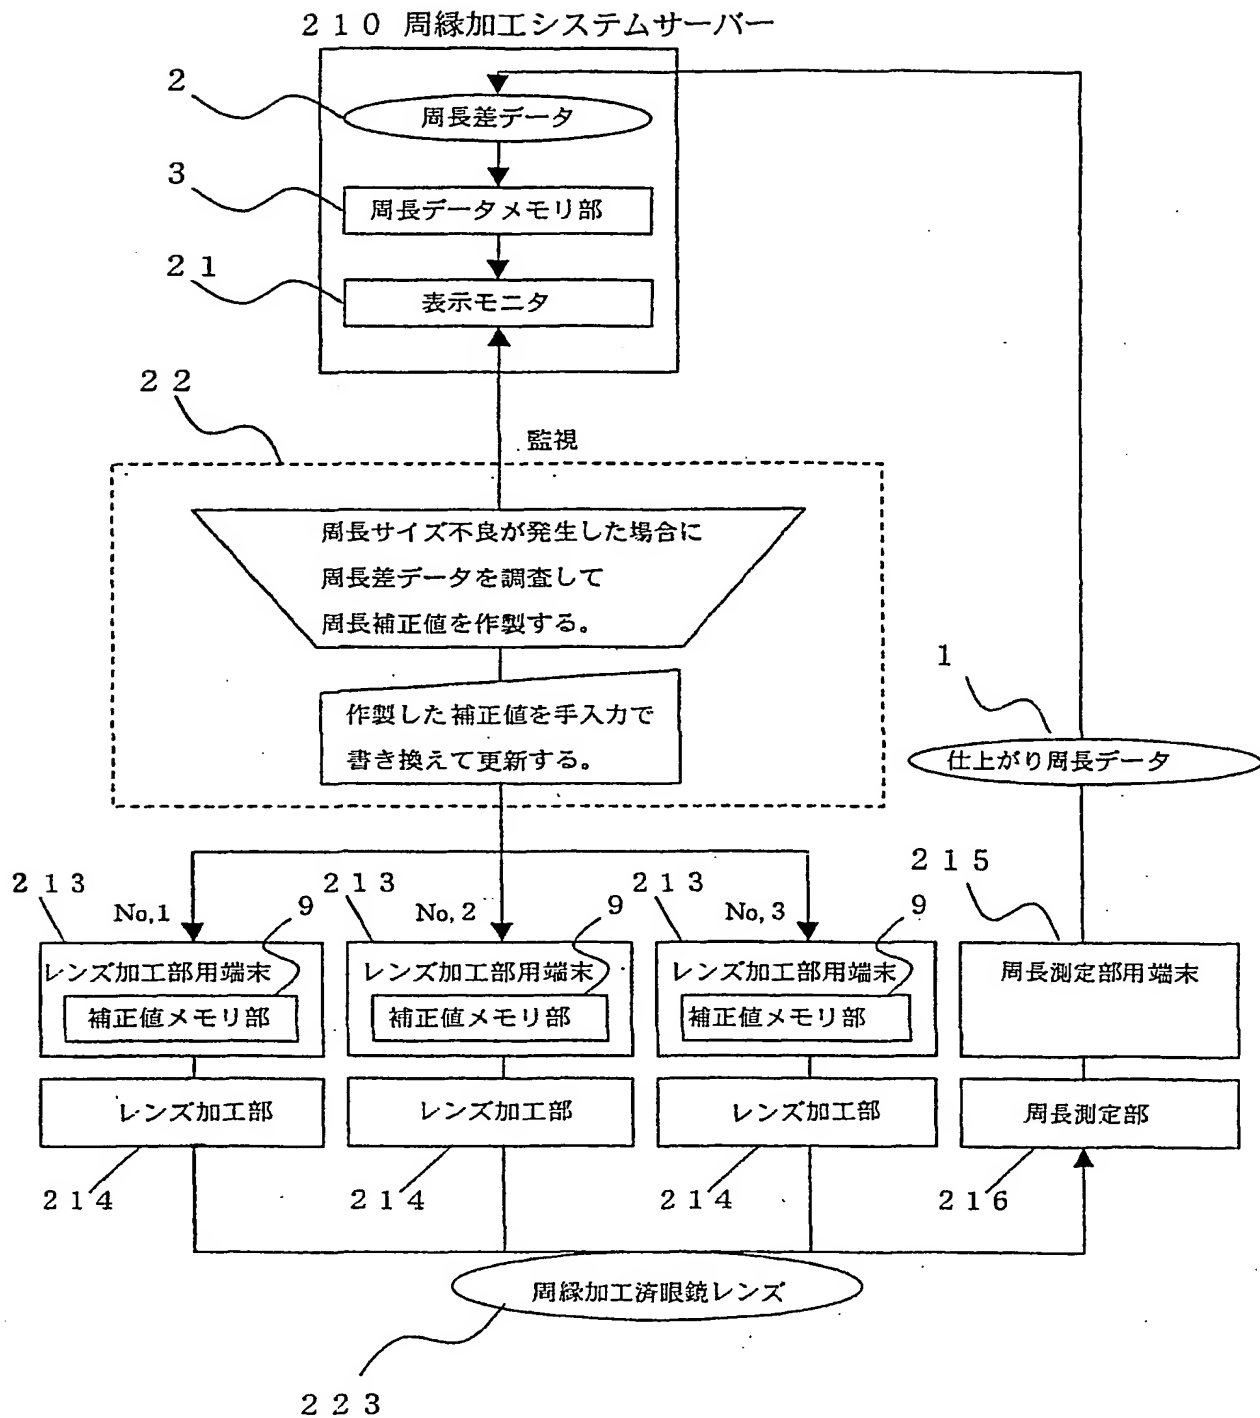 210 周縁加工システムサーバー
2
周長差データ
3
周長データメモリ部
21
表示モニタ
22
監視
周長サイズ不良が発生した場合に
周長差データを調査して
周長補正値を作製する。
作製した補正値を手入力で
書き換えて更新する。
1
仕上がり周長データ
213
No,1
9
レンズ加工部用端末
補正値メモリ部
レンズ加工部
214
213
No,2
9
レンズ加工部用端末
補正値メモリ部
レンズ加工部
214
213
No,3
9
レンズ加工部用端末
補正値メモリ部
レンズ加工部
214
215
周長測定部用端末
周長測定部
216
周縁加工済眼鏡レンズ
223